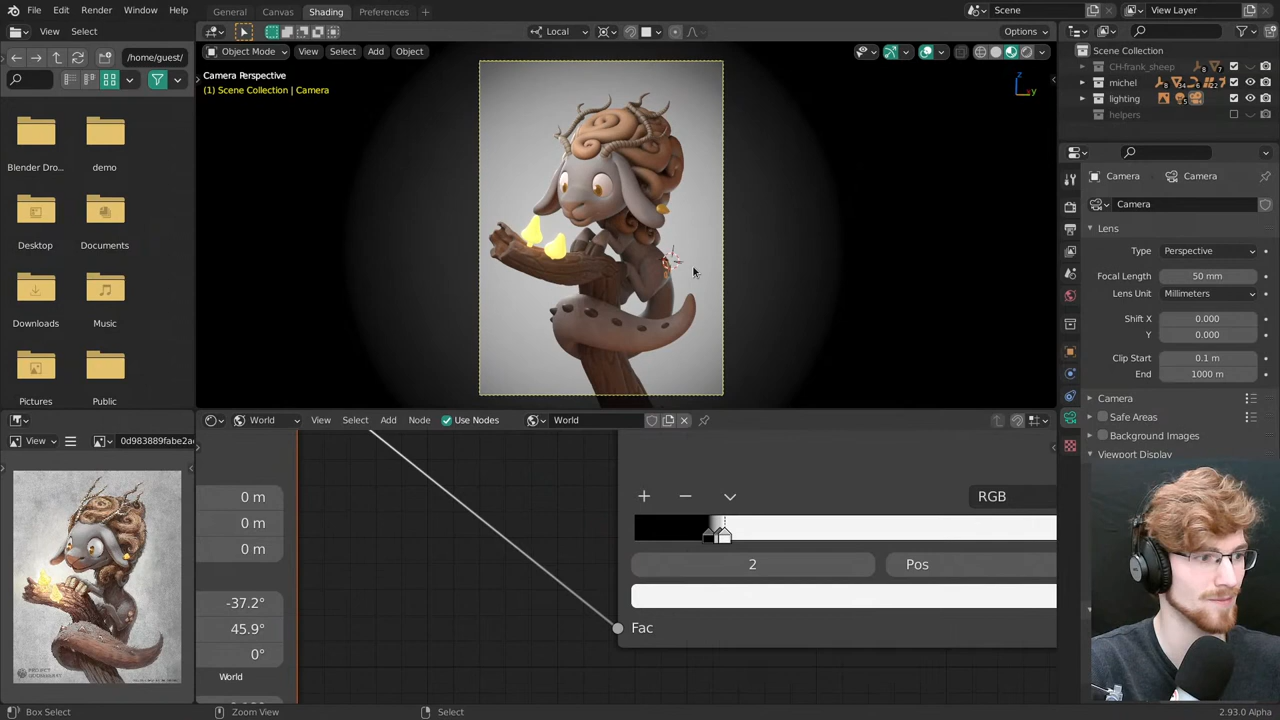 File Edit Render Window Help General Canvas Shading Preferences Scene View Layer
View Select Local Options
/home/guest/ Object Mode View Select Add Object Scene Collection
Camera Perspective CH-frank_sheep
(1) Scene Collection | Camera michel
lighting
helpers
Blender Dro... demo
Desktop Documents
Downloads Music
Pictures Public
Camera Camera
Camera
Lens
Type Perspective
Focal Length 50 mm
Lens Unit Millimeters
Shift X 0.000
Y 0.000
Clip Start 0.1 m
End 1000 m
Camera
Safe Areas
Background Images
Viewport Display
View 0d983889fabe2a World View Select Add Node Use Nodes World
0 m
0 m
0 m
-37.2°
45.9°
0°
World
RGB
2 Pos
Fac
Box Select Zoom View Select 2.93.0 Alpha